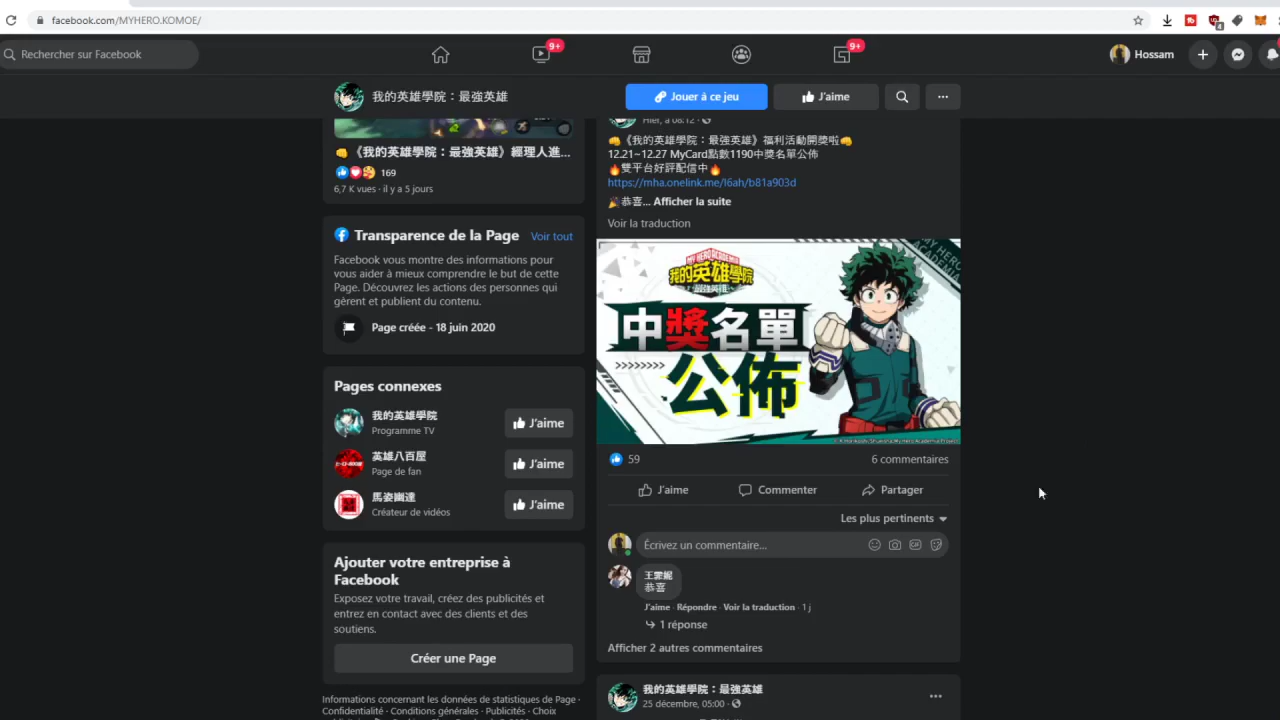 facebook.com/MYHERO.KOMOE/
Rechercher sur Facebook
9+
9+
Hossam
我的英雄學院：最強英雄
Jouer à ce jeu
J'aime
👊《我的英雄學院：最強英雄》經理人進...
169
6,7 K vues · il y a 5 jours
Transparence de la Page
Voir tout
Facebook vous montre des informations pour
vous aider à mieux comprendre le but de cette
Page. Découvrez les actions des personnes qui
gèrent et publient du contenu.
Page créée - 18 juin 2020
Pages connexes
我的英雄學院
Programme TV
J'aime
英雄八百屋
Page de fan
J'aime
馬姿幽達
Créateur de vidéos
J'aime
Ajouter votre entreprise à
Facebook
Exposez votre travail, créez des publicités et
entrez en contact avec des clients et des
soutiens.
Créer une Page
Informations concernant les données de statistiques de Page ·
Confidentialité · Conditions générales · Publicités · Choix
Hier, à 08:12
👊《我的英雄學院：最強英雄》福利活動開獎啦👊
12.21~12.27 MyCard點數1190中獎名單公佈
🔥雙平台好評配信中🔥
https://mha.onelink.me/l6ah/b81a903d
🎉恭喜... Afficher la suite
Voir la traduction
MY HERO ACADEMIA
我的英雄學院
最強英雄
中獎名單
公佈
MY HERO
ACADEMIA
59
6 commentaires
J'aime
Commenter
Partager
Les plus pertinents
Écrivez un commentaire...
王霏妮
恭喜
J'aime · Répondre · Voir la traduction · 1 j
1 réponse
Afficher 2 autres commentaires
我的英雄學院：最強英雄
25 décembre, 05:00